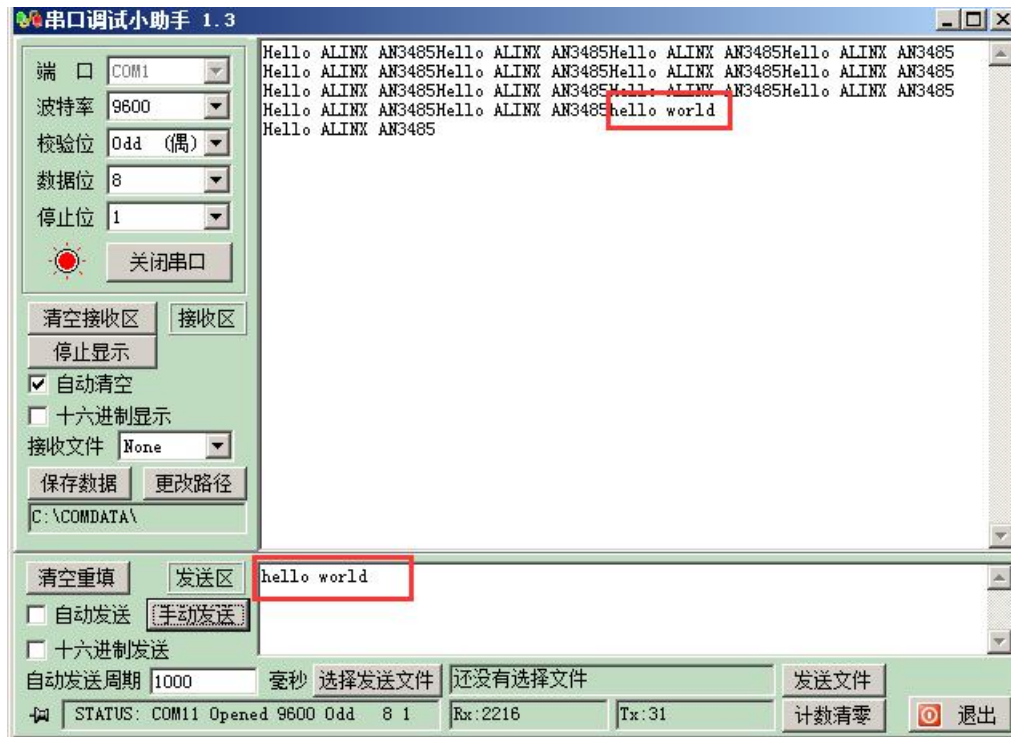 串口调试小助手 1.3
端 口 COM1
波特率 9600
校验位 Odd (偶)
数据位 8
停止位 1
关闭串口
清空接收区 接收区
停止显示
自动清空
十六进制显示
接收文件 None
保存数据 更改路径
C:\COMDATA\
Hello ALINX AN3485Hello ALINX AN3485Hello ALINX AN3485Hello ALINX AN3485
Hello ALINX AN3485Hello ALINX AN3485Hello ALINX AN3485Hello ALINX AN3485
Hello ALINX AN3485Hello ALINX AN3485Hello ALINX AN3485Hello ALINX AN3485
Hello ALINX AN3485Hello ALINX AN3485hello world
Hello ALINX AN3485
清空重填 发送区
hello world
自动发送 手动发送
十六进制发送
自动发送周期 1000 毫秒 选择发送文件 还没有选择文件 发送文件
STATUS: COM11 Opened 9600 Odd 8 1 Rx:2216 Tx:31 计数清零 退出